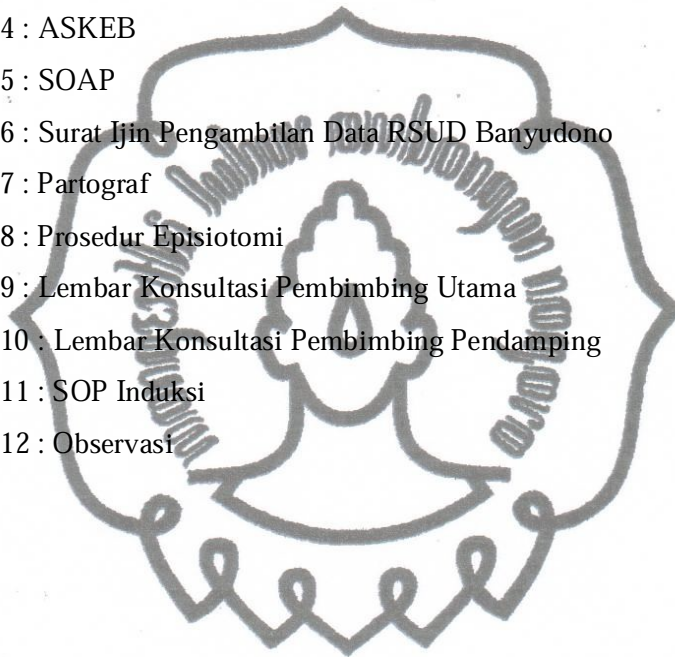 4 : ASKEB
5 : SOAP
6 : Surat Ijin Pengambilan Data RSUD Banyudono
7 : Partograf
8 : Prosedur Episiotomi
9 : Lembar Konsultasi Pembimbing Utama
10 : Lembar Konsultasi Pembimbing Pendamping
11 : SOP Induksi
12 : Observasi